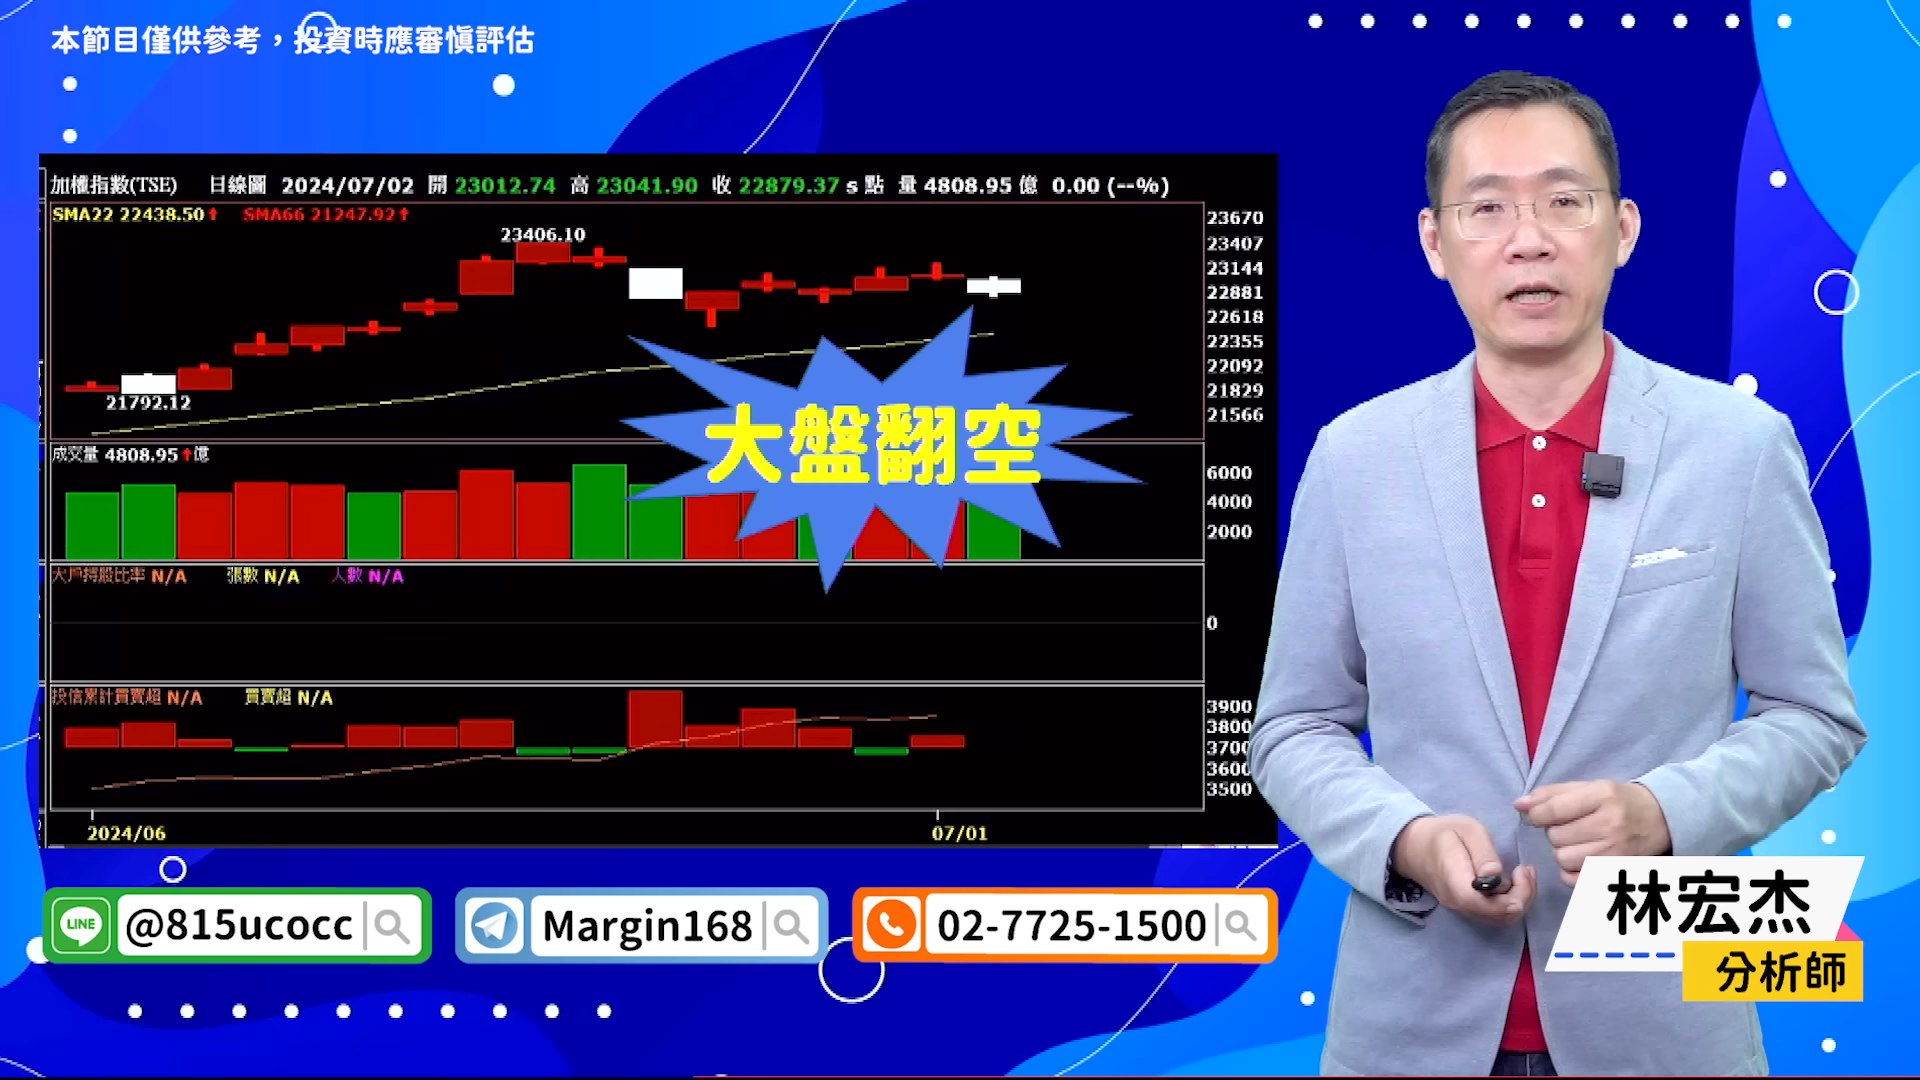 本節目僅供參考，投資時應審慎評估
加權指數(TSE) 日線圖 2024/07/02 開 23012.74 高 23041.90 收 22879.37 s 點 量 4808.95 億 0.00 (--%)
SMA22 22438.50↑ SMA66 21247.92↑
23406.10
21792.12
23670
23407
23144
22881
22618
22355
22092
21829
21566
大盤翻空
成交量 4808.95↑億
6000
4000
2000
大戶持股比率 N/A 張數 N/A 人數 N/A
0
投信累計買賣超 N/A 買賣超 N/A
3900
3800
3700
3600
3500
2024/06 07/01
LINE @815ucocc
Margin168
02-7725-1500
林宏杰
分析師